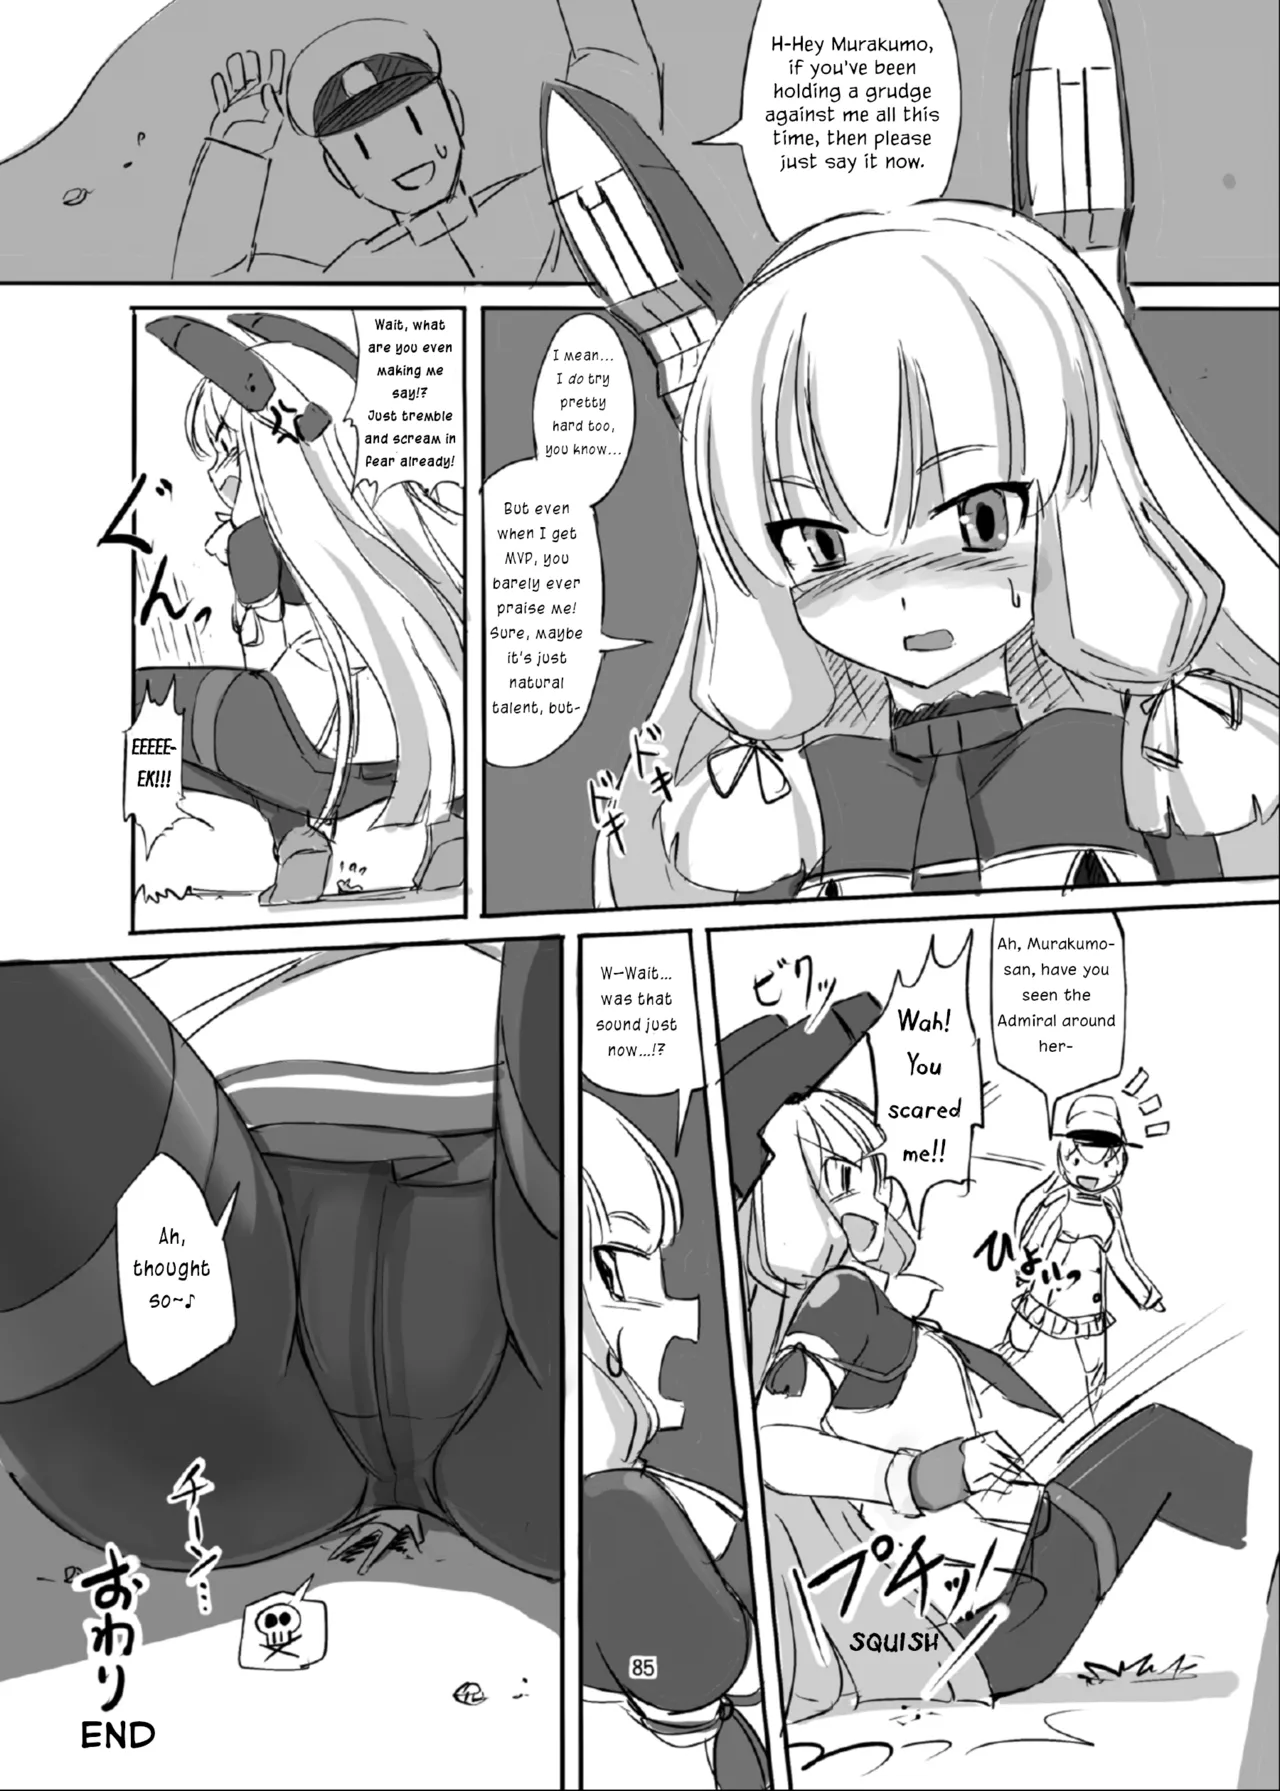 H-Hey Murakumo,
if you've been
holding a grudge
against me all this
time, then please
just say it now.
I mean...
I do try
pretty
hard too,
you know...
But even
when I get
MVP, you
barely ever
praise me!
Sure, maybe
it's just
natural
talent, but-
ドキ
ドキ
Wait, what
are you even
making me
say!?
Just tremble
and scream in
fear already!
ぐ
んっ
EEEEE-
EK!!!
Ah, Murakumo-
san, have you
seen the
Admiral around
her-
ひょいっ
Wah!
You
scared
me!!
ビクッ
プチッ
SQUISH
W-Wait...
was that
sound just
now...!?
85
Ah,
thought
so~♪
チーン…
おわり
END